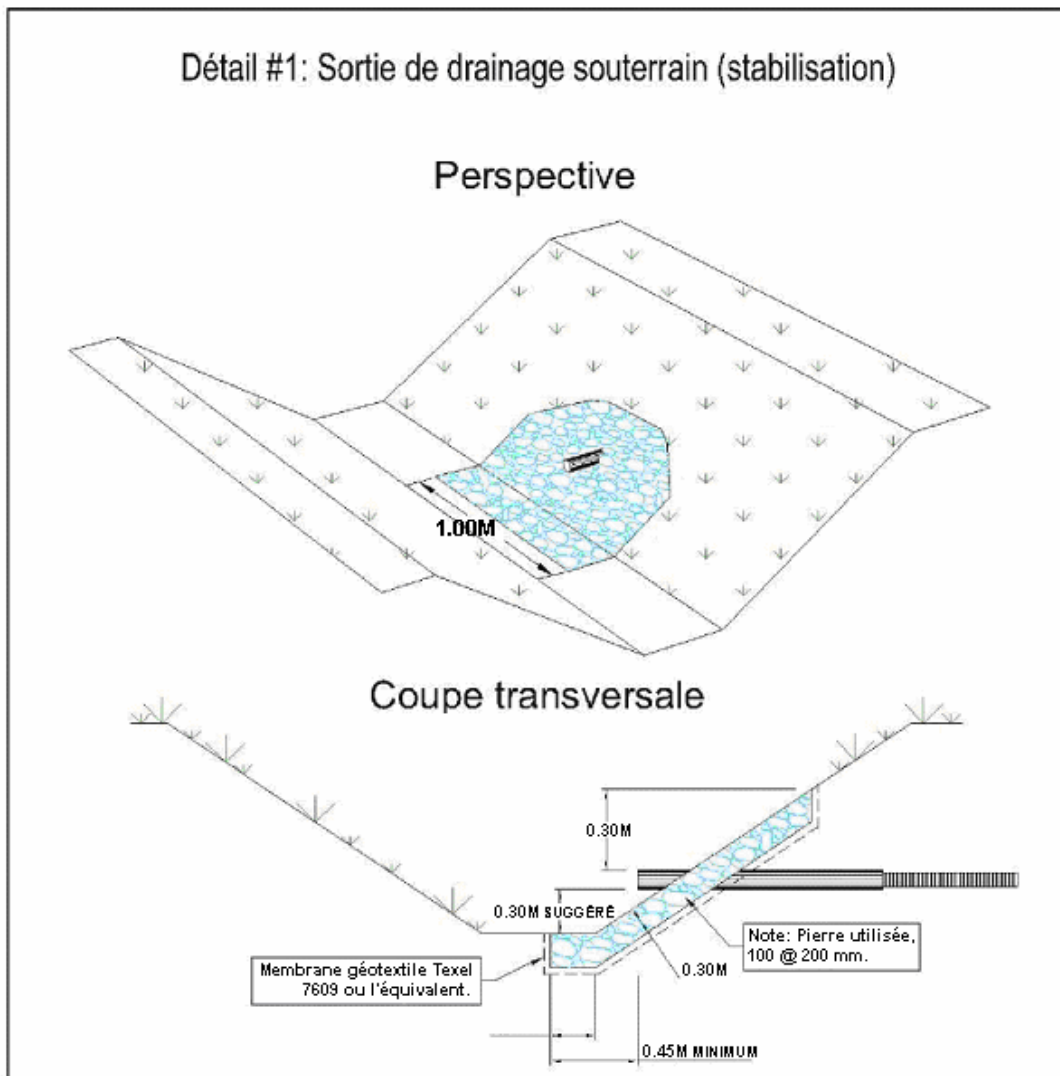 Détail #1: Sortie de drainage souterrain (stabilisation)
Perspective
1.00M
Coupe transversale
0.30M
0.30M SUGGÉRÉ
Note: Pierre utilisée,
100 @ 200 mm.
Membrane géotextile Texel
7609 ou l'équivalent.
0.30M
0.45M MINIMUM